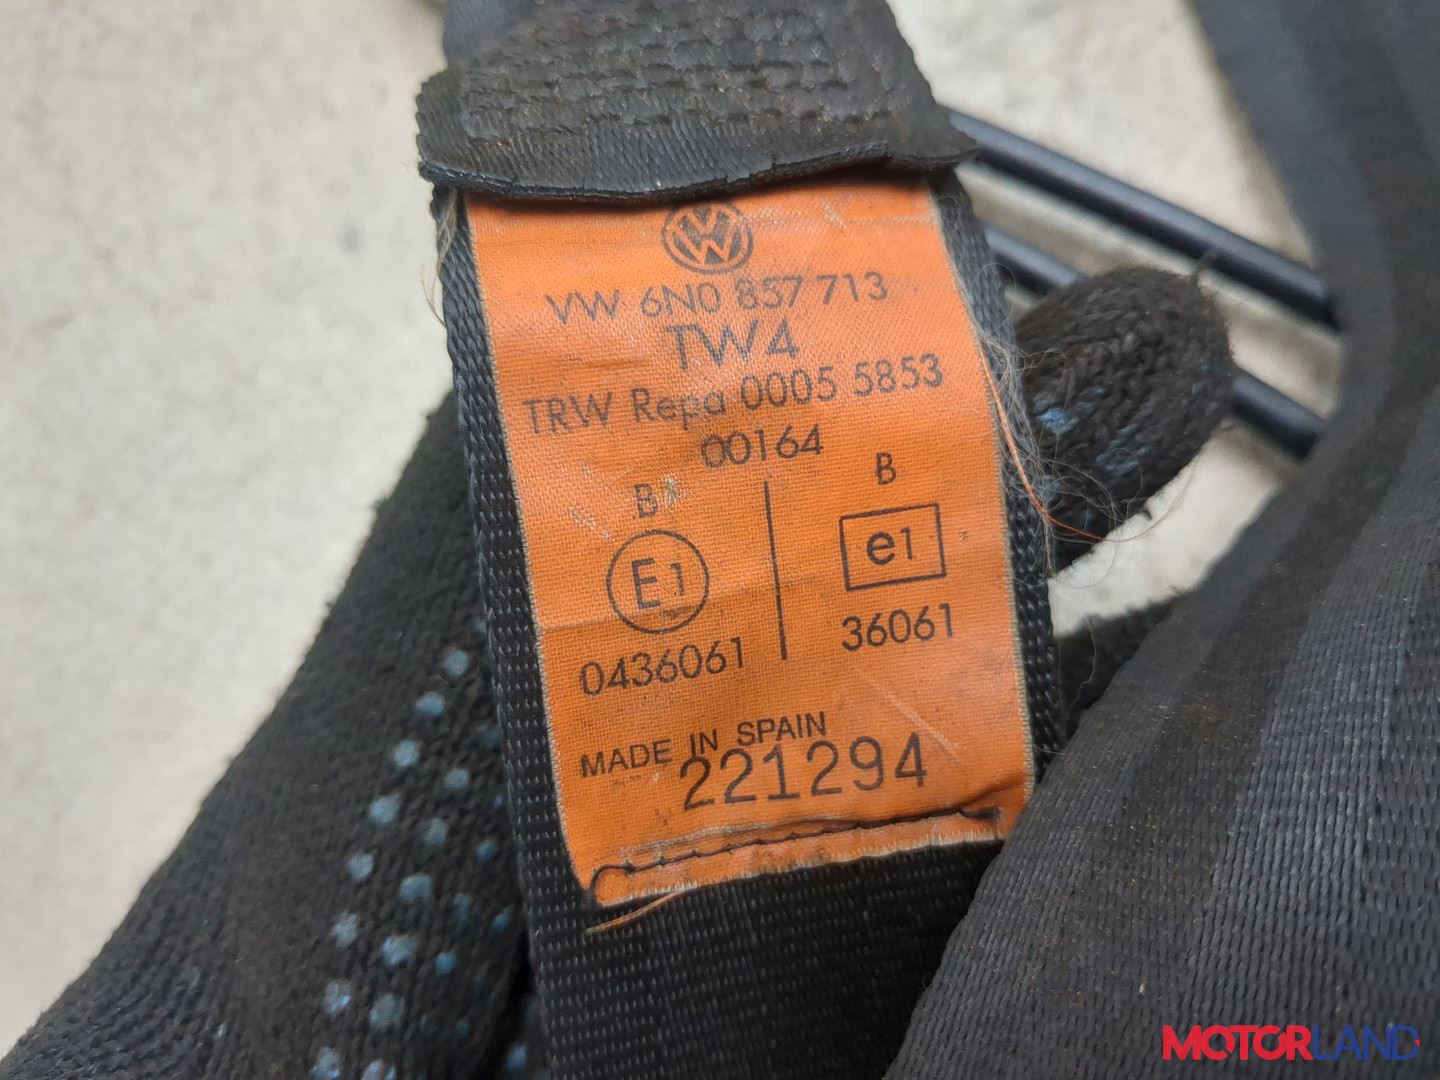 VW 6N0 857 713
TW4
TRW Repa 0005 5853
00164
B
B
E1
e1
0436061
36061
MADE IN SPAIN
221294
MOTORLAND